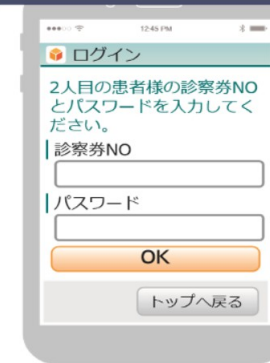 12:45 PM
ログイン
2人目の患者様の診察券NO
とパスワードを入力してく
ださい。
診察券NO
パスワード
OK
トップへ戻る